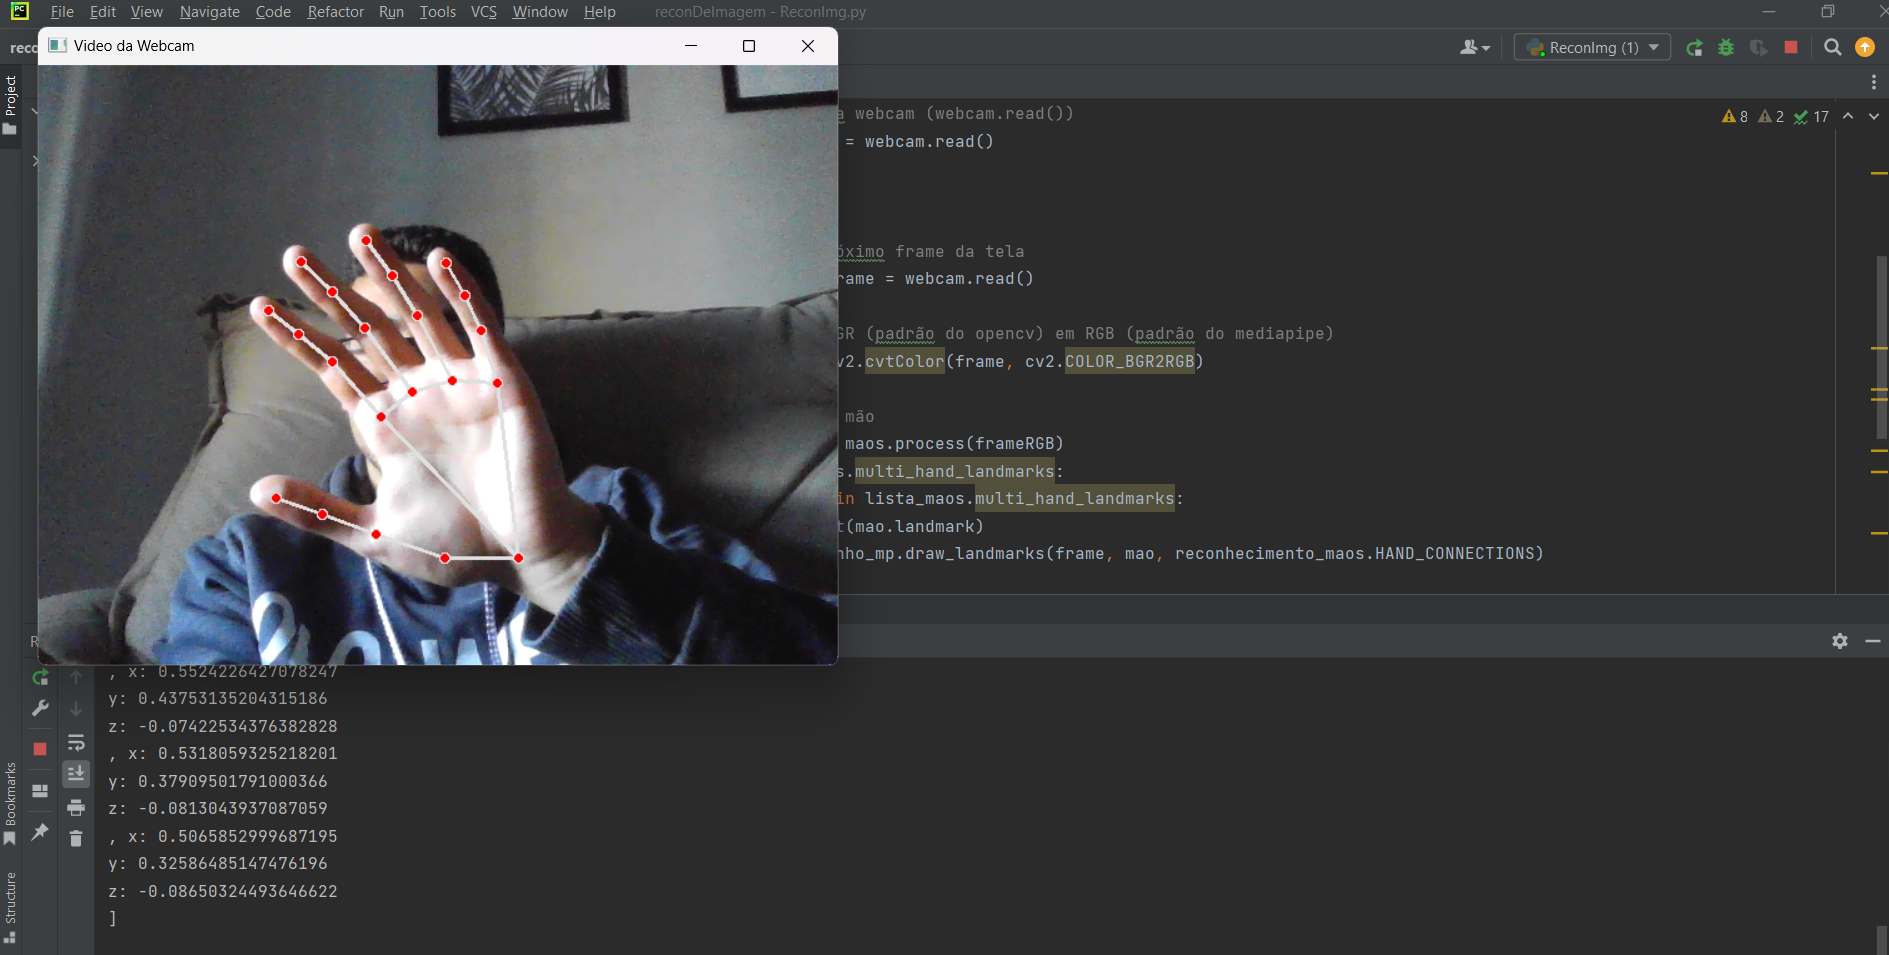 PC File Edit View Navigate Code Refactor Run Tools VCS Window Help reconDeImagem - ReconImg.py
reco
Video da Webcam
ReconImg (1)
Project
a webcam (webcam.read())
8 2 17
= webcam.read()
óximo frame da tela
rame = webcam.read()
GR (padrão do opencv) em RGB (padrão do mediapipe)
v2.cvtColor(frame, cv2.COLOR_BGR2RGB)
mão
maos.process(frameRGB)
s.multi_hand_landmarks:
in lista_maos.multi_hand_landmarks:
t(mao.landmark)
nho_mp.draw_landmarks(frame, mao, reconhecimento_maos.HAND_CONNECTIONS)
R
, x: 0.5524226427078247
y: 0.43753135204315186
z: -0.07422534376382828
, x: 0.5318059325218201
y: 0.37909501791000366
z: -0.0813043937087059
, x: 0.5065852999687195
y: 0.32586485147476196
z: -0.08650324493646622
]
Bookmarks
Structure